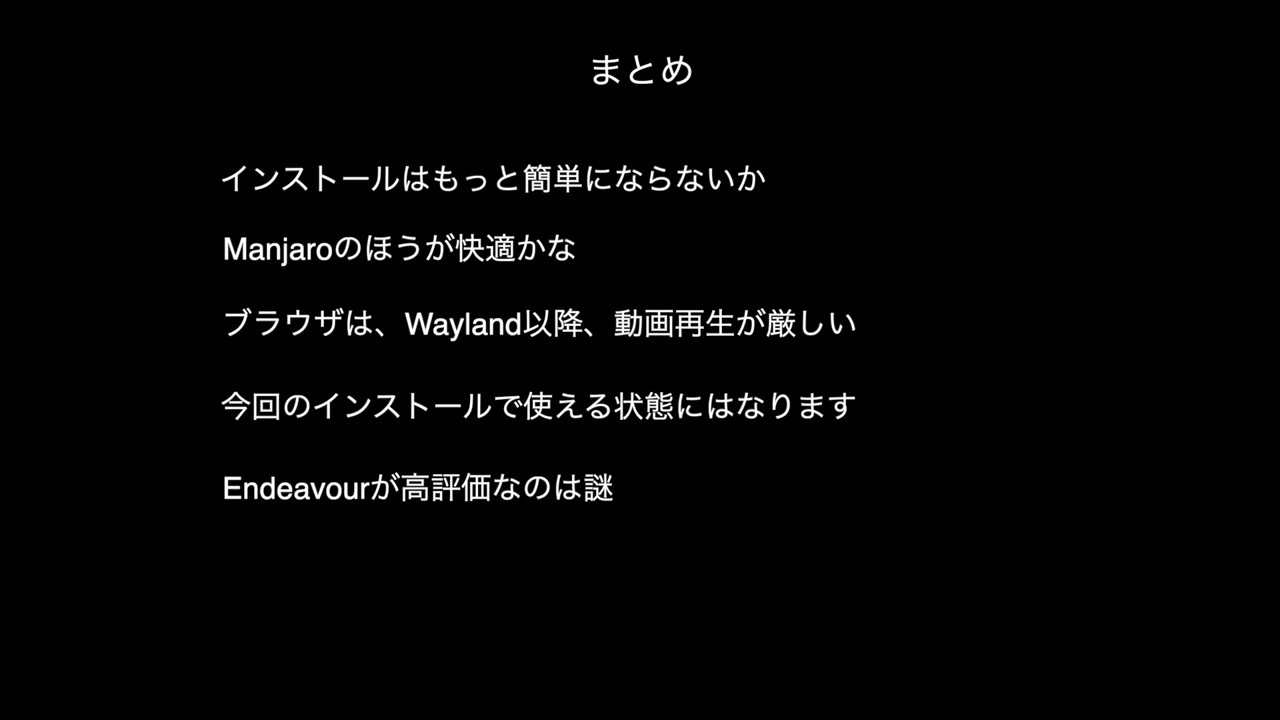 まとめ
インストールはもっと簡単にならないか
Manjaroのほうが快適かな
ブラウザは、Wayland以降、動画再生が厳しい
今回のインストールで使える状態にはなります
Endeavourが高評価なのは謎